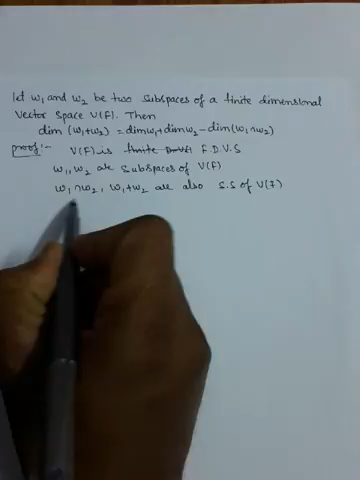 let w₁ and w₂ be two subspaces of a finite dimensional
vector space V(F). Then
dim (w₁+w₂) = dimw₁+dimw₂-dim(w₁∩w₂)
proof:- V(F) is finite F.D.V.S
w₁, w₂ are subspaces of V(F)
w₁∩w₂, w₁+w₂ are also S.S of V(F)